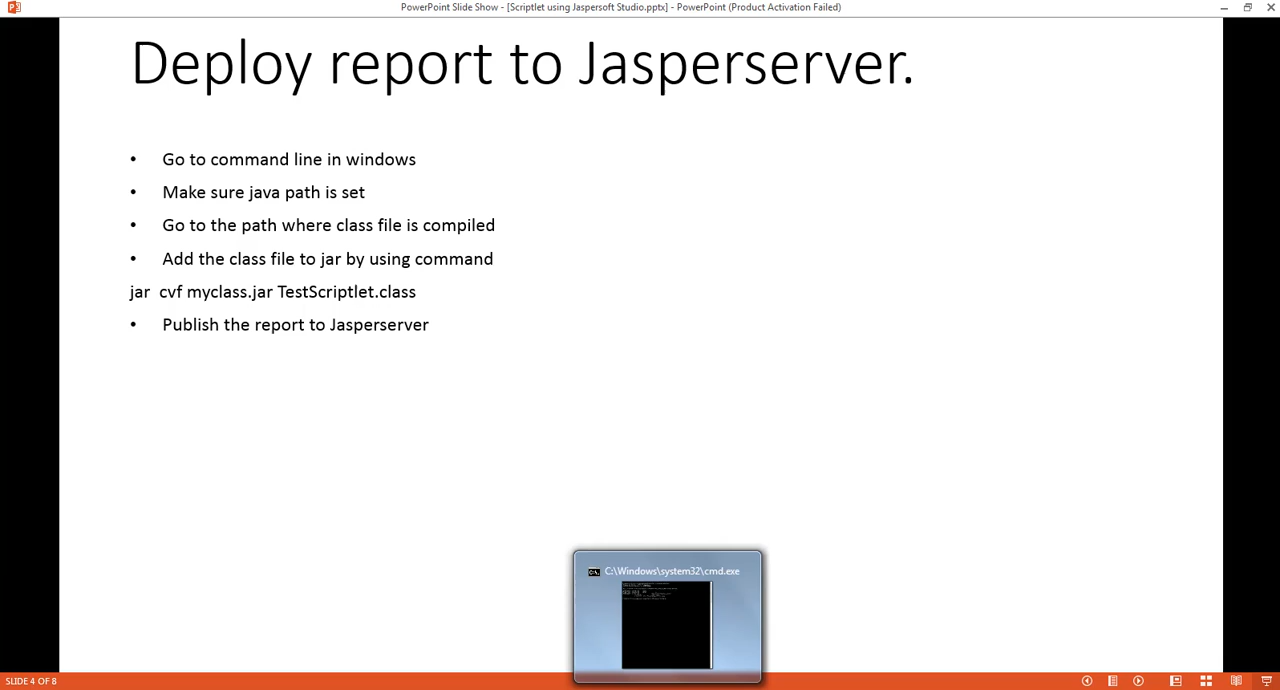 PowerPoint Slide Show - [Scriptlet using Jaspersoft Studio.pptx] - PowerPoint (Product Activation Failed)
Deploy report to Jasperserver.
• Go to command line in windows
• Make sure java path is set
• Go to the path where class file is compiled
• Add the class file to jar by using command
jar cvf myclass.jar TestScriptlet.class
• Publish the report to Jasperserver
C:\Windows\system32\cmd.exe
SLIDE 4 OF 8